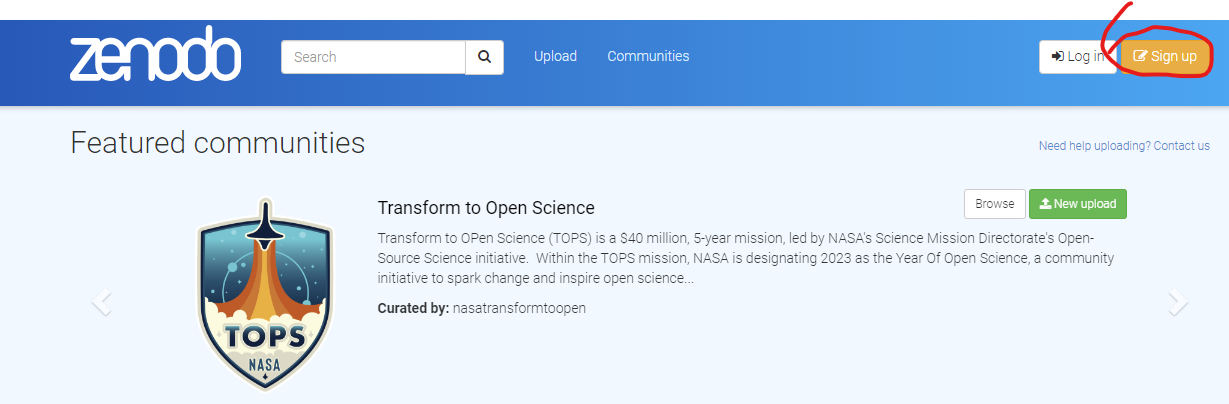 zenodo
Search
Upload
Communities
Log in
Sign up
Featured communities
Need help uploading? Contact us
Transform to Open Science
Browse
New upload
Transform to OPen Science (TOPS) is a $40 million, 5-year mission, led by NASA's Science Mission Directorate's Open-
Source Science initiative. Within the TOPS mission, NASA is designating 2023 as the Year Of Open Science, a community
initiative to spark change and inspire open science...
Curated by: nasatransformtoopen
TOPS
NASA